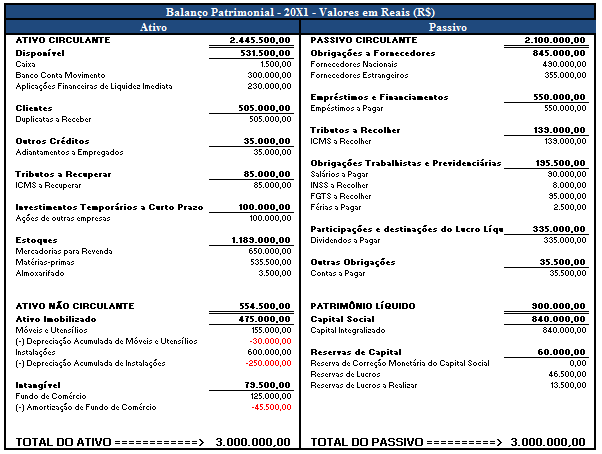 Balanço Patrimonial - 20X1 - Valores em Reais (R$)
Ativo
ATIVO CIRCULANTE 2.445.500,00
Disponível 531.500,00
Caixa 1.500,00
Banco Conta Movimento 300.000,00
Aplicações Financeiras de Liquidez Imediata 230.000,00
Clientes 505.000,00
Duplicatas a Receber 505.000,00
Outros Créditos 35.000,00
Adiantamentos a Empregados 35.000,00
Tributos a Recuperar 85.000,00
ICMS a Recuperar 85.000,00
Investimentos Temporários a Curto Prazo 100.000,00
Ações de outras empresas 100.000,00
Estoques 1.189.000,00
Mercadorias para Revenda 650.000,00
Matérias-primas 535.500,00
Almoxarifado 3.500,00
ATIVO NÃO CIRCULANTE 554.500,00
Ativo Imobilizado 475.000,00
Móveis e Utensílios 155.000,00
(-) Depreciação Acumulada de Móveis e Utensílios -30.000,00
Instalações 600.000,00
(-) Depreciação Acumulada de Instalações -250.000,00
Intangível 79.500,00
Fundo de Comércio 125.000,00
(-) Amortização de Fundo de Comércio -45.500,00
TOTAL DO ATIVO ===========> 3.000.000,00
Passivo
PASSIVO CIRCULANTE 2.100.000,00
Obrigações a Fornecedores 845.000,00
Fornecedores Nacionais 490.000,00
Fornecedores Estrangeiros 355.000,00
Empréstimos e Financiamentos 550.000,00
Empéstimos a Pagar 550.000,00
Tributos a Recolher 139.000,00
ICMS a Recolher 139.000,00
Obrigações Trabalhistas e Previdenciárias 195.500,00
Salários a Pagar 90.000,00
INSS a Recolher 8.000,00
FGTS a Recolher 95.000,00
Férias a Pagar 2.500,00
Participações e destinações do Lucro Líqu 335.000,00
Dividendos a Pagar 335.000,00
Outras Obrigações 35.500,00
Contas a Pagar 35.500,00
PATRIMÔNIO LÍQUIDO 900.000,00
Capital Social 840.000,00
Capital Integralizado 840.000,00
Reservas de Capital 60.000,00
Reserva de Correção Monetária do Capital Social 0,00
Reservas de Lucros 46.500,00
Reservas de Lucros a Realizar 13.500,00
TOTAL DO PASSIVO ==========> 3.000.000,00